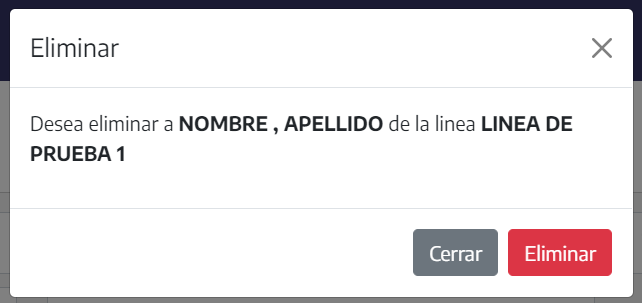 Eliminar
Desea eliminar a NOMBRE , APELLIDO de la linea LINEA DE
PRUEBA 1
Cerrar
Eliminar